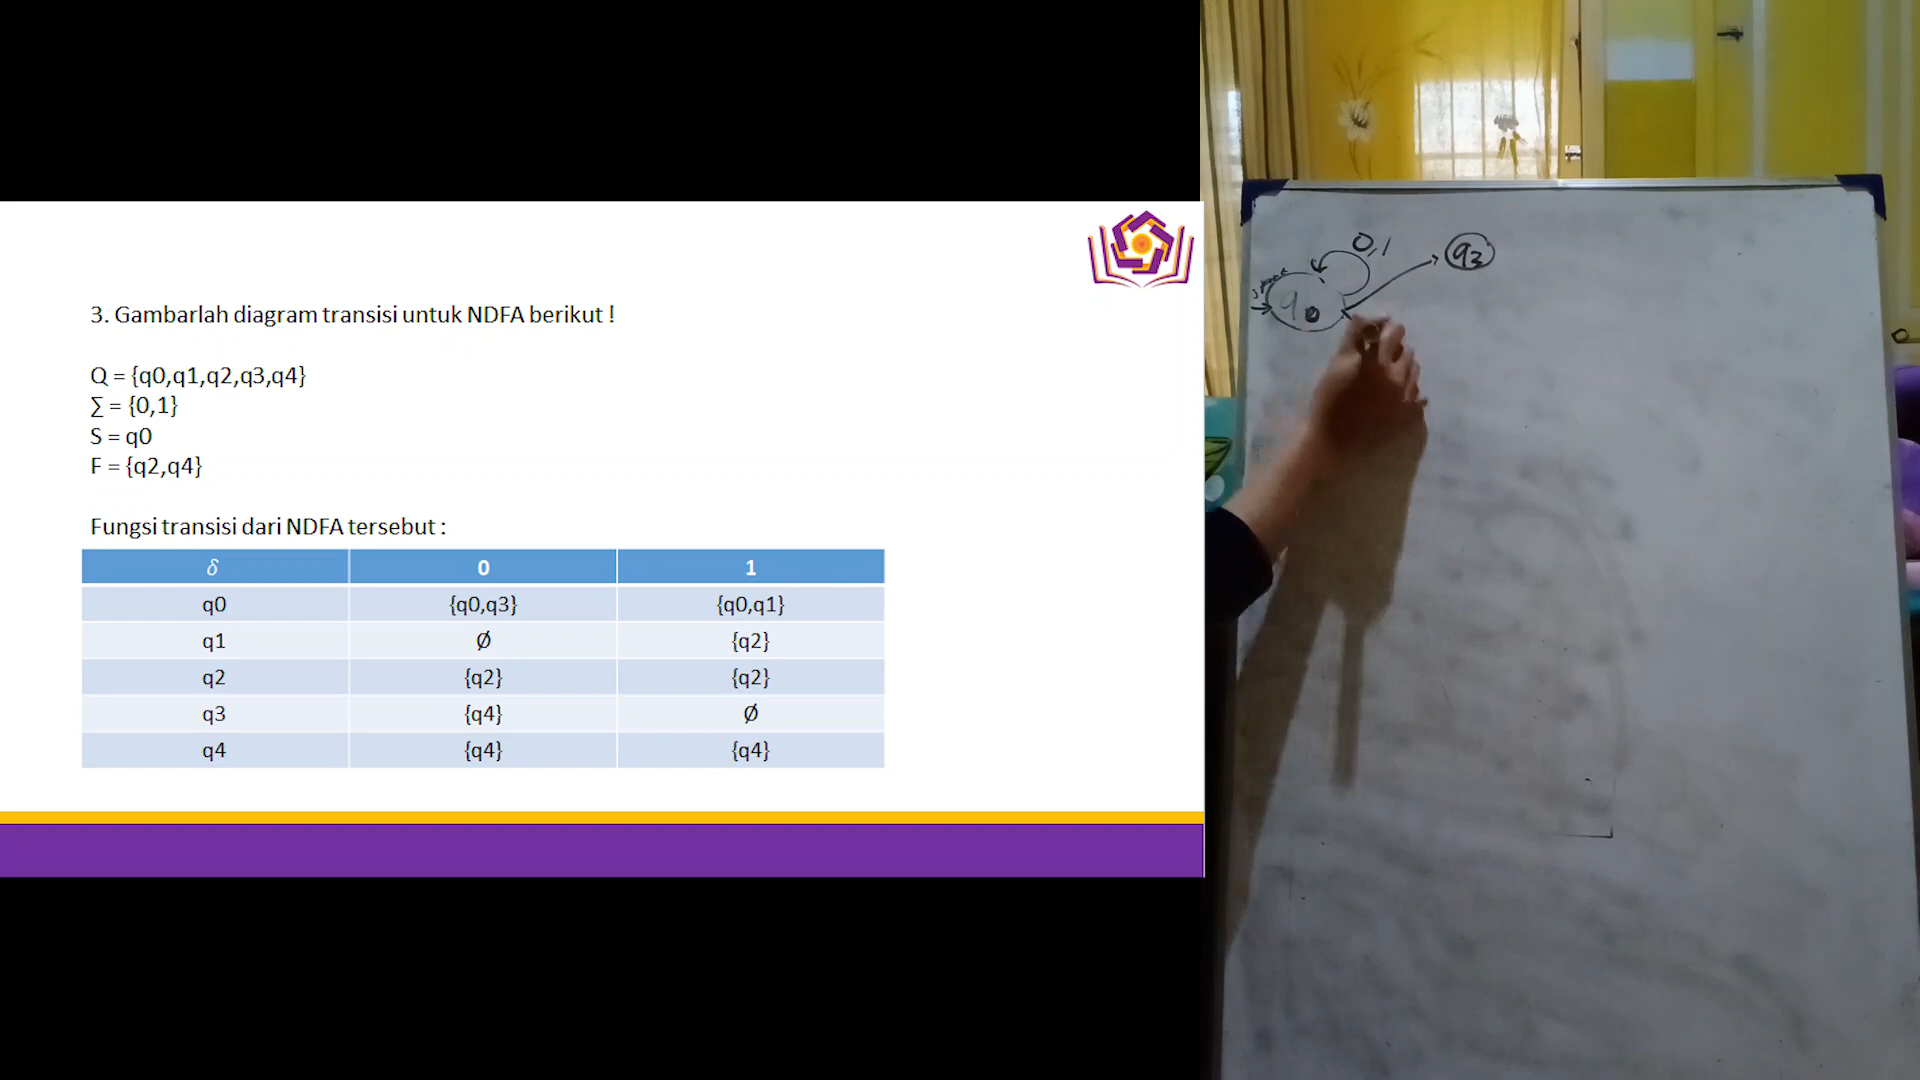 3. Gambarlah diagram transisi untuk NDFA berikut !
Q = {q0,q1,q2,q3,q4}
∑ = {0,1}
S = q0
F = {q2,q4}
Fungsi transisi dari NDFA tersebut :
δ 0 1
q0 {q0,q3} {q0,q1}
q1 Ø {q2}
q2 {q2} {q2}
q3 {q4} Ø
q4 {q4} {q4}
0,1
q3
q0